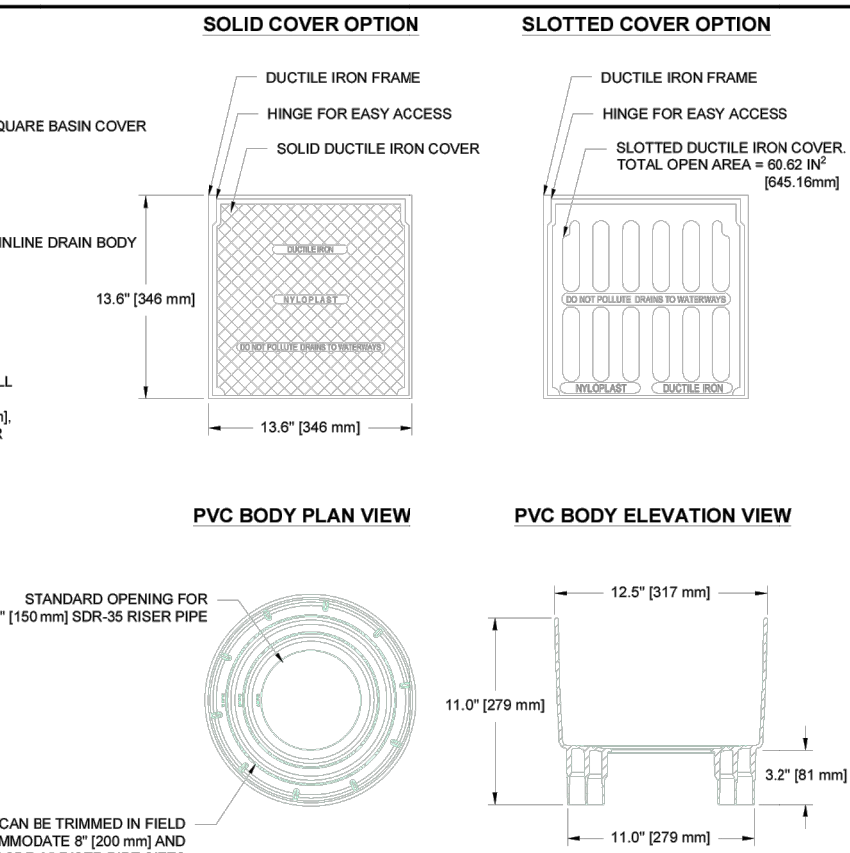 SOLID COVER OPTION
SLOTTED COVER OPTION
DUCTILE IRON FRAME
HINGE FOR EASY ACCESS
SOLID DUCTILE IRON COVER
DUCTILE IRON FRAME
HINGE FOR EASY ACCESS
SLOTTED DUCTILE IRON COVER.
TOTAL OPEN AREA = 60.62 IN²
[645.16mm]
QUARE BASIN COVER
INLINE DRAIN BODY
13.6" [346 mm]
DUCTILE IRON
NYLOPLAST
DO NOT POLLUTE DRAINS TO WATERWAYS
13.6" [346 mm]
DO NOT POLLUTE DRAINS TO WATERWAYS
NYLOPLAST
DUCTILE IRON
LL
],
R
PVC BODY PLAN VIEW
PVC BODY ELEVATION VIEW
STANDARD OPENING FOR
" [150 mm] SDR-35 RISER PIPE
12.5" [317 mm]
11.0" [279 mm]
3.2" [81 mm]
11.0" [279 mm]
CAN BE TRIMMED IN FIELD
MMODATE 8" [200 mm] AND